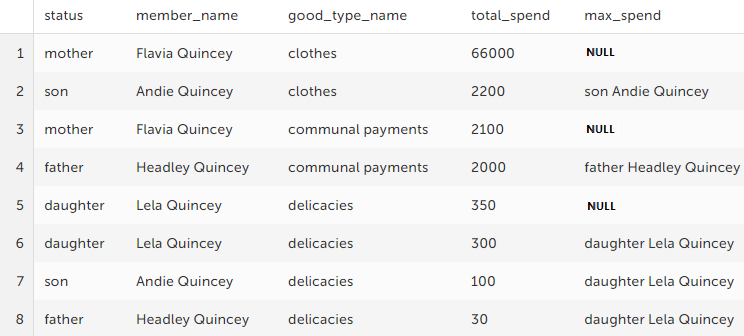 status member_name good_type_name total_spend max_spend
1 mother Flavia Quincey clothes 66000 NULL
2 son Andie Quincey clothes 2200 son Andie Quincey
3 mother Flavia Quincey communal payments 2100 NULL
4 father Headley Quincey communal payments 2000 father Headley Quincey
5 daughter Lela Quincey delicacies 350 NULL
6 daughter Lela Quincey delicacies 300 daughter Lela Quincey
7 son Andie Quincey delicacies 100 daughter Lela Quincey
8 father Headley Quincey delicacies 30 daughter Lela Quincey